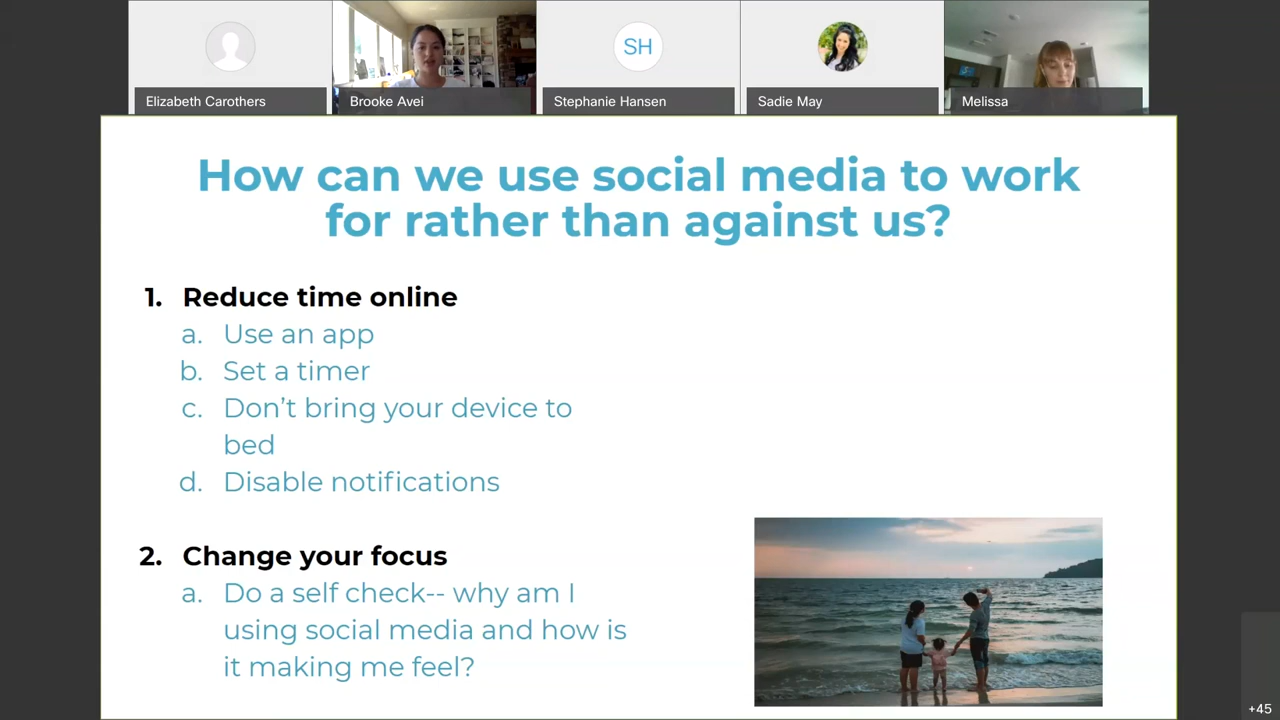 Elizabeth Carothers
Brooke Avei
SH
Stephanie Hansen
Sadie May
Melissa
How can we use social media to work
for rather than against us?
1. Reduce time online
a. Use an app
b. Set a timer
c. Don’t bring your device to
bed
d. Disable notifications
2. Change your focus
a. Do a self check-- why am I
using social media and how is
it making me feel?
+45